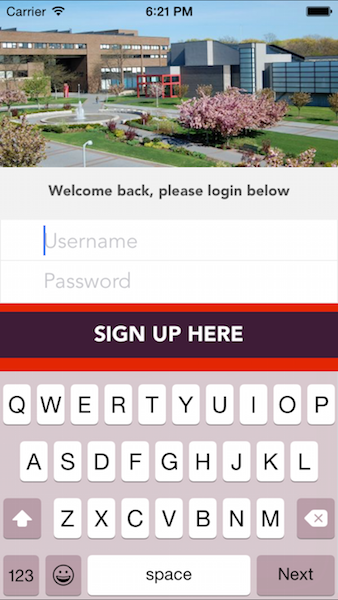 Carrier 6:21 PM
Welcome back, please login below
Username
Password
SIGN UP HERE
Q W E R T Y U I O P
A S D F G H J K L
Z X C V B N M
123 space Next